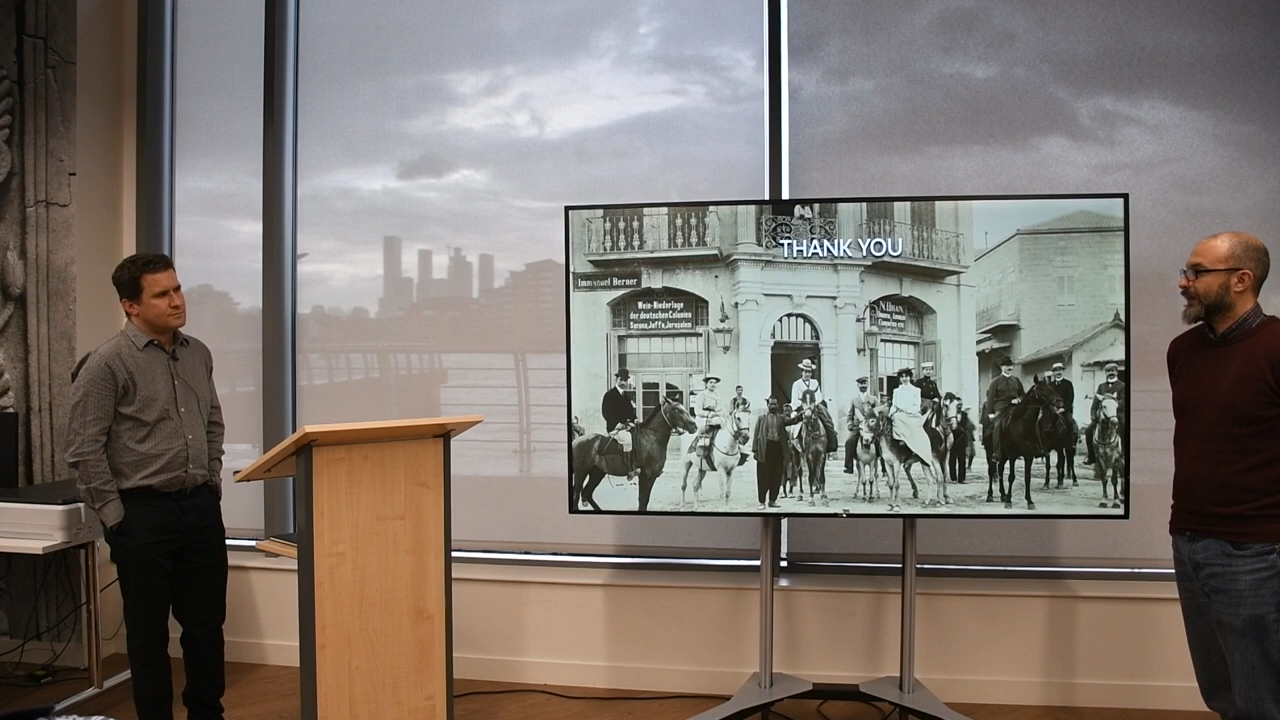 THANK YOU
Immanuel Berner
Wein-Niederlage
der deutschen Colonien
Sarona, Jaffa, Jerusalem